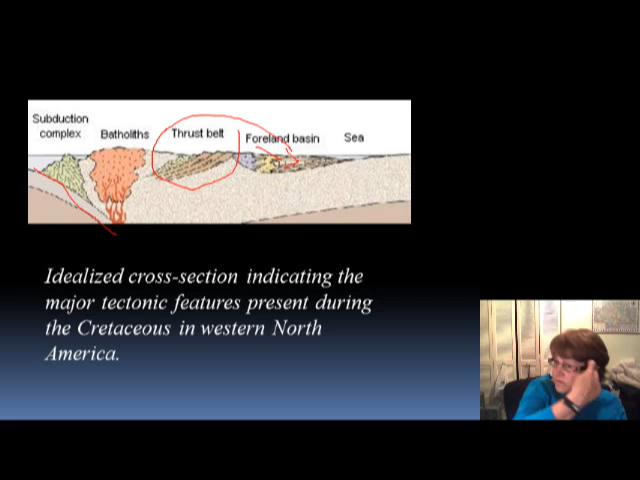 Subduction
complex
Batholiths
Thrust belt
Foreland basin
Sea
Idealized cross-section indicating the
major tectonic features present during
the Cretaceous in western North
America.